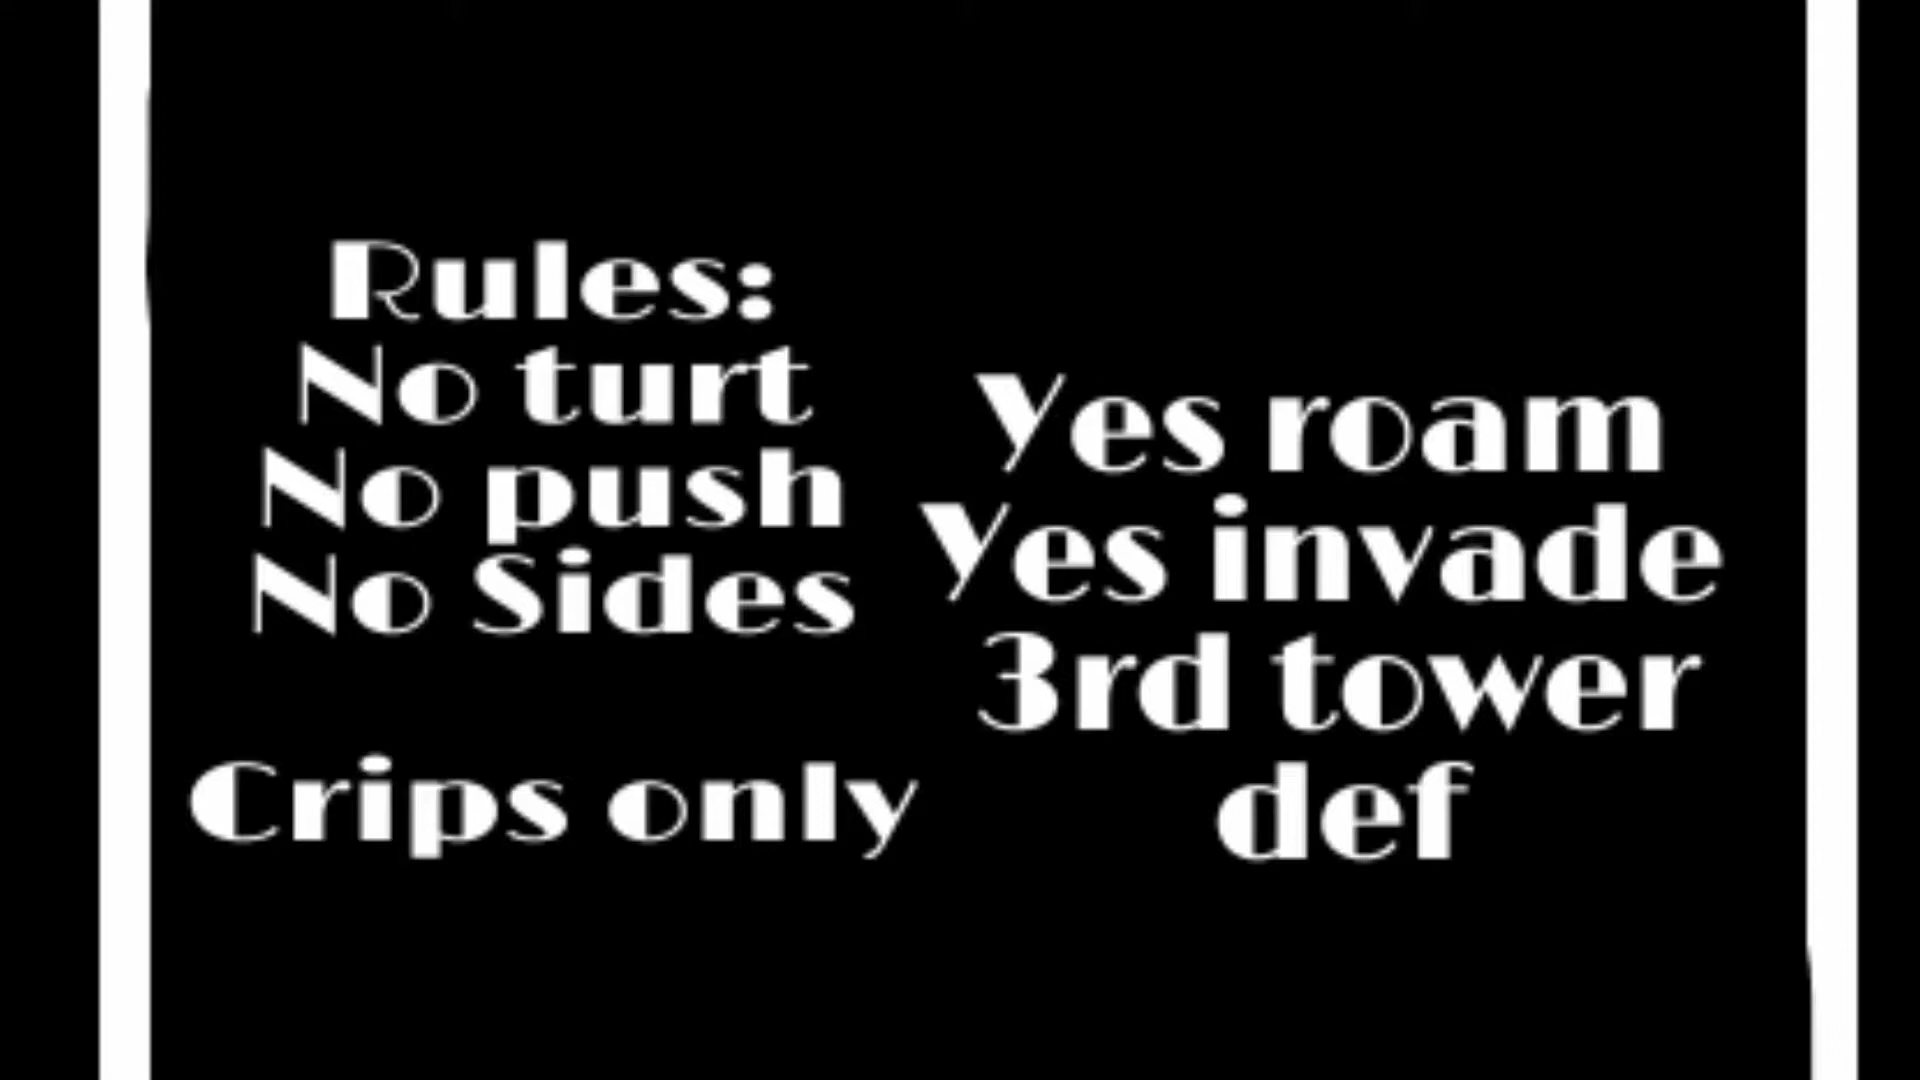 Rules:
No turt
No push
No Sides
Crips only
Yes roam
Yes invade
3rd tower
def